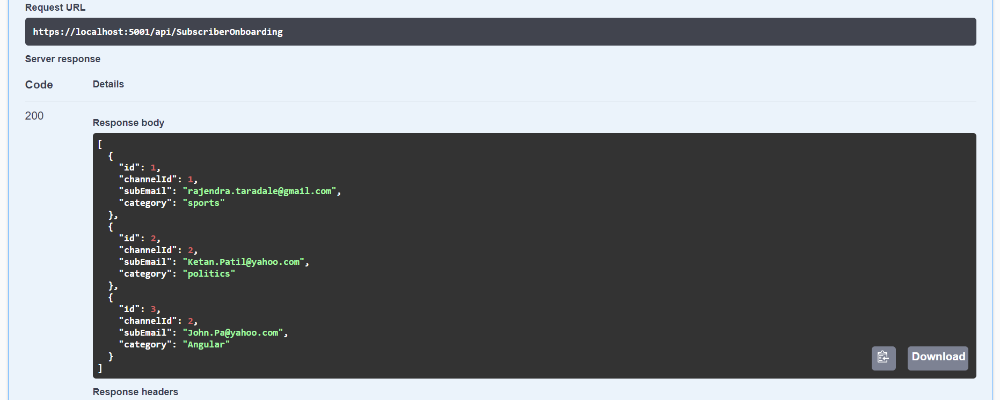 Request URL
https://localhost:5001/api/SubscriberOnboarding
Server response
Code Details
200
Response body
[
  {
    "id": 1,
    "channelId": 1,
    "subEmail": "rajendra.taradale@gmail.com",
    "category": "sports"
  },
  {
    "id": 2,
    "channelId": 2,
    "subEmail": "Ketan.Patil@yahoo.com",
    "category": "politics"
  },
  {
    "id": 3,
    "channelId": 2,
    "subEmail": "John.Pa@yahoo.com",
    "category": "Angular"
  }
]
Download
Response headers